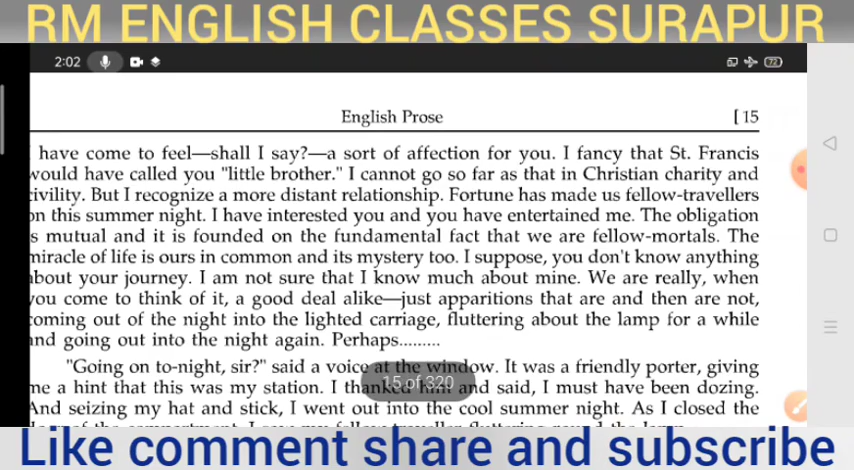 RM ENGLISH CLASSES SURAPUR
2:02
72
English Prose [ 15
have come to feel—shall I say?—a sort of affection for you. I fancy that St. Francis
would have called you "little brother." I cannot go so far as that in Christian charity and
civility. But I recognize a more distant relationship. Fortune has made us fellow-travellers
on this summer night. I have interested you and you have entertained me. The obligation
is mutual and it is founded on the fundamental fact that we are fellow-mortals. The
miracle of life is ours in common and its mystery too. I suppose, you don't know anything
about your journey. I am not sure that I know much about mine. We are really, when
you come to think of it, a good deal alike—just apparitions that are and then are not,
coming out of the night into the lighted carriage, fluttering about the lamp for a while
and going out into the night again. Perhaps.........
"Going on to-night, sir?" said a voice at the window. It was a friendly porter, giving
me a hint that this was my station. I thanked him and said, I must have been dozing.
15 of 320
And seizing my hat and stick, I went out into the cool summer night. As I closed the
Like comment share and subscribe